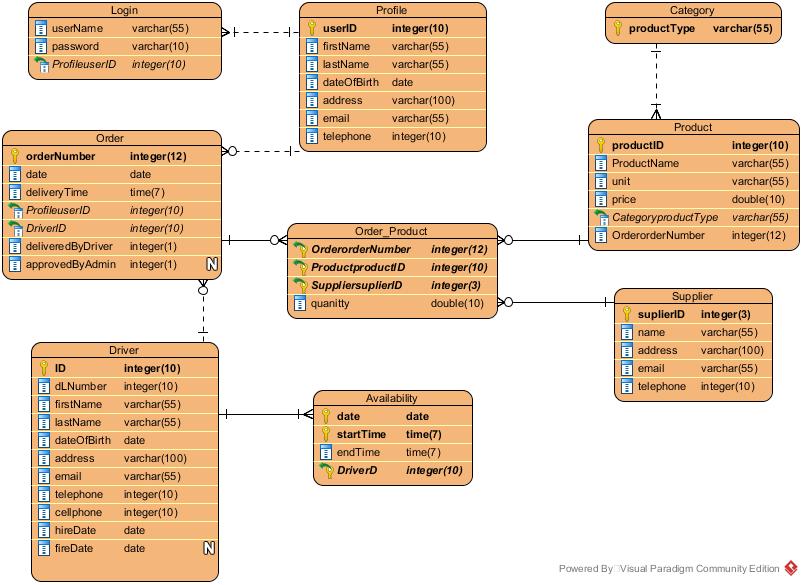 Login
userName varchar(55)
password varchar(10)
ProfileuserID integer(10)
Profile
userID integer(10)
firstName varchar(55)
lastName varchar(55)
dateOfBirth date
address varchar(100)
email varchar(55)
telephone integer(10)
Category
productType varchar(55)
Order
orderNumber integer(12)
date date
deliveryTime time(7)
ProfileuserID integer(10)
DriverID integer(10)
deliveredByDriver integer(1)
approvedByAdmin integer(1) N
Product
productID integer(10)
ProductName varchar(55)
unit varchar(55)
price double(10)
CategoryproductType varchar(55)
OrderorderNumber integer(12)
Order_Product
OrderorderNumber integer(12)
ProductproductID integer(10)
SuppliersuplierID integer(3)
quanitty double(10)
Supplier
suplierID integer(3)
name varchar(55)
address varchar(100)
email varchar(55)
telephone integer(10)
Driver
ID integer(10)
dLNumber integer(10)
firstName varchar(55)
lastName varchar(55)
dateOfBirth date
address varchar(100)
email varchar(55)
telephone integer(10)
cellphone integer(10)
hireDate date
fireDate date N
Availability
date date
startTime time(7)
endTime time(7)
DriverD integer(10)
Powered By Visual Paradigm Community Edition